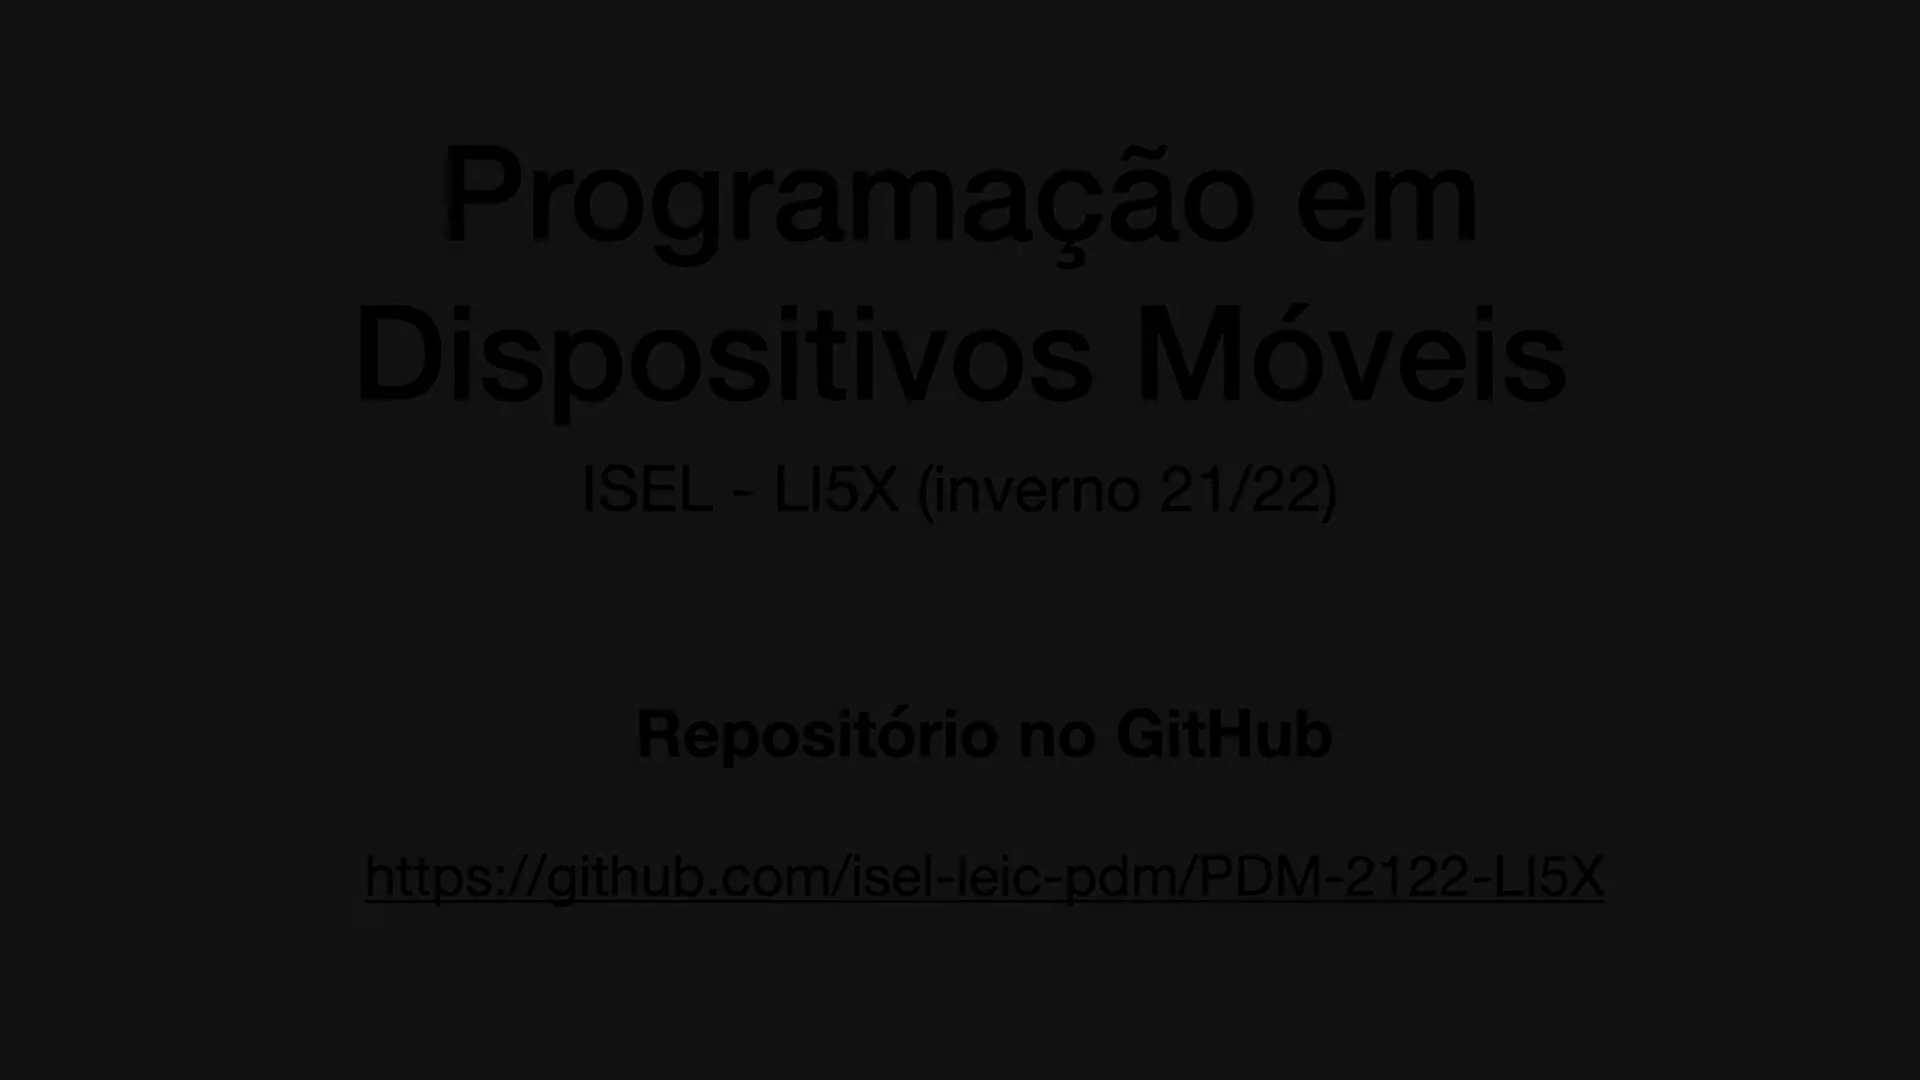 Programação em
Dispositivos Móveis
ISEL - LI5X (inverno 21/22)
Repositório no GitHub
https://github.com/isel-leic-pdm/PDM-2122-LI5X